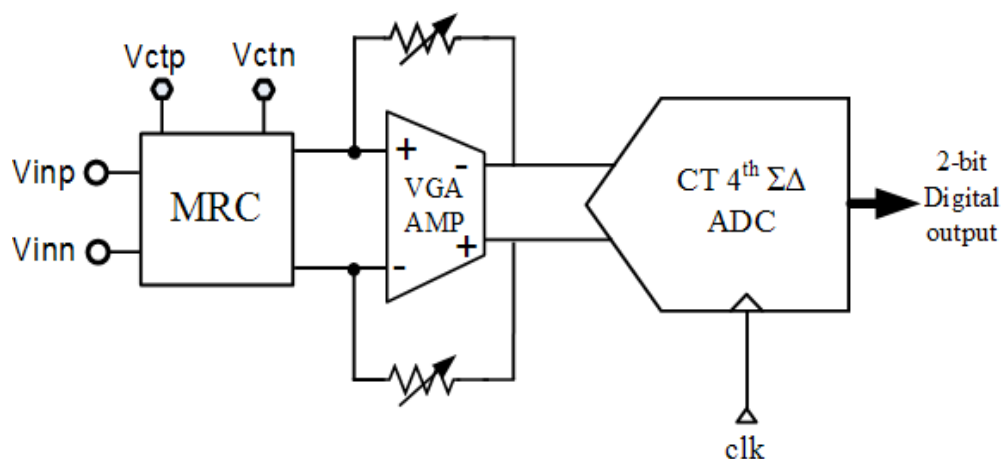 Vctp
Vctn
Vinp
Vinn
MRC
+
-
VGA
AMP
-
+
CT 4th ΣΔ
ADC
2-bit
Digital
output
clk